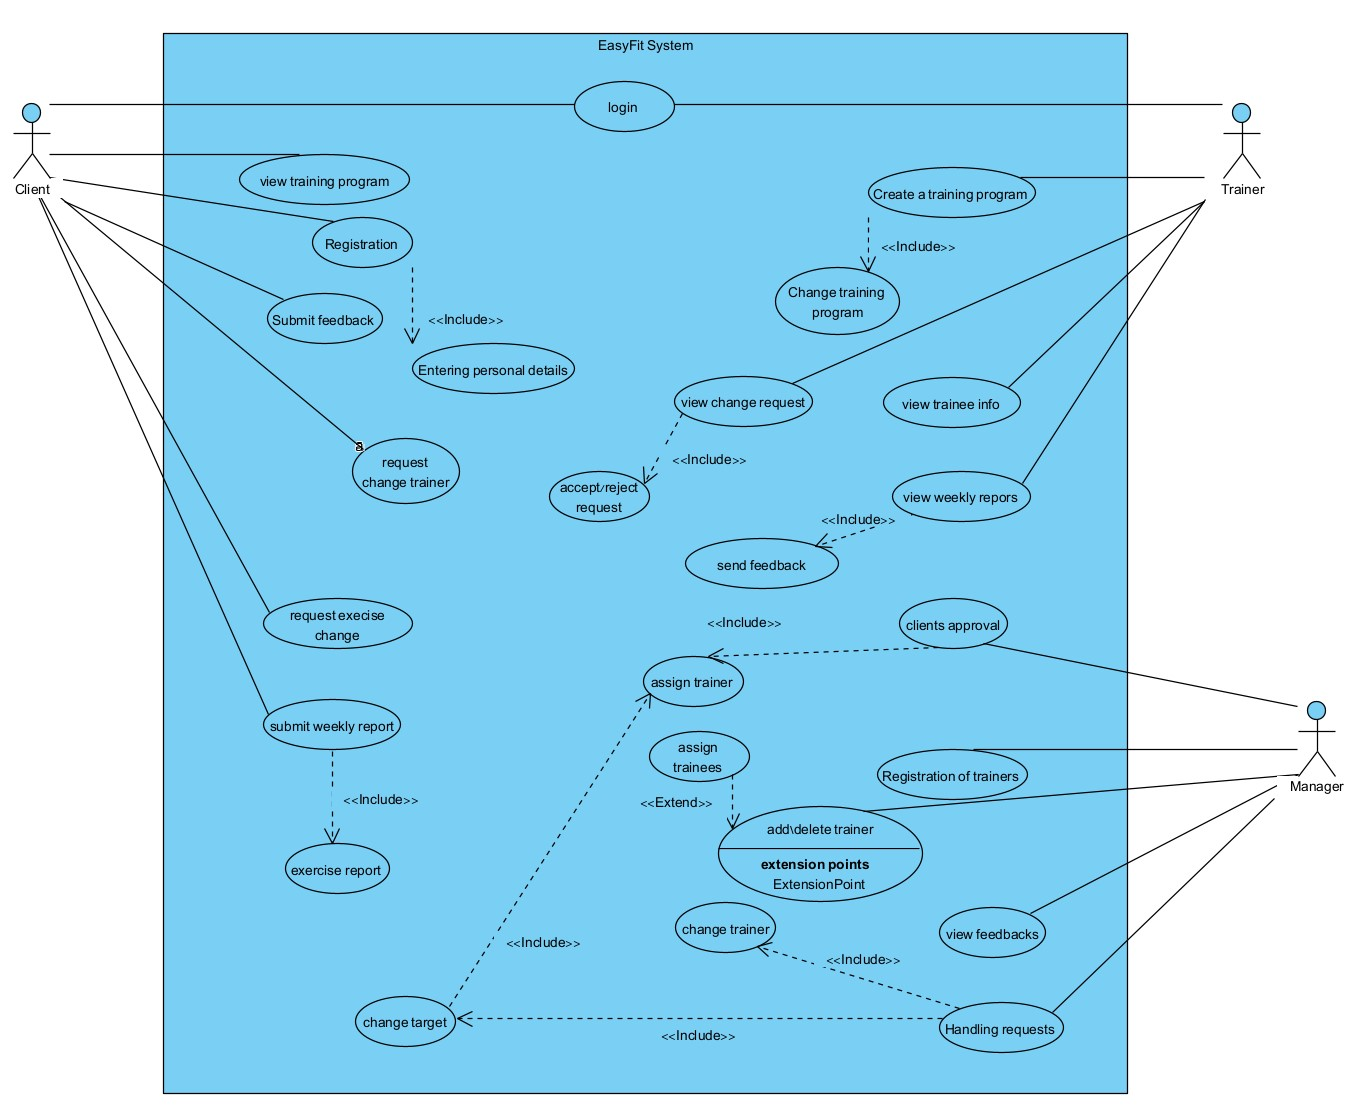 EasyFit System
login
Client
view training program
Create a training program
Trainer
Registration
<<Include>>
Change training
program
Submit feedback
<<Include>>
Entering personal details
view change request
view trainee info
request
change trainer
<<Include>>
accept/reject
request
view weekly repors
<<Include>>
send feedback
request execise
change
<<Include>>
clients approval
assign trainer
submit weekly report
assign
trainees
Registration of trainers
Manager
<<Include>>
<<Extend>>
add\delete trainer
extension points
ExtensionPoint
exercise report
change trainer
view feedbacks
<<Include>>
<<Include>>
change target
Handling requests
<<Include>>